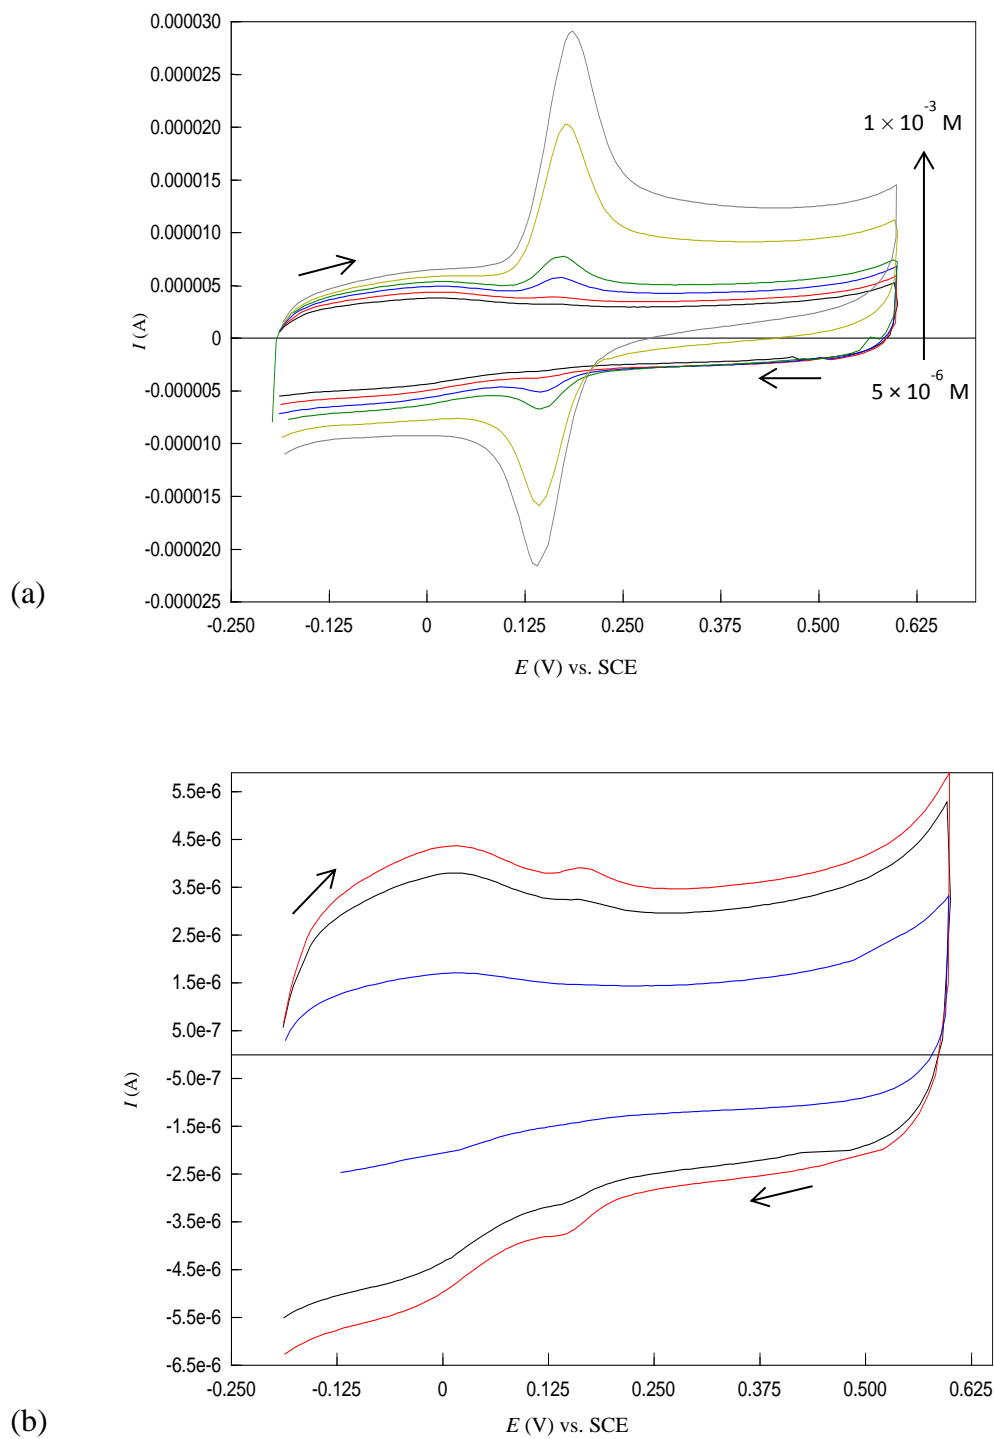 0.000030
0.000025
0.000020
0.000015
0.000010
0.000005
0
-0.000005
-0.000010
-0.000015
-0.000020
-0.000025
I (A)
1 × 10⁻³ M
5 × 10⁻⁶ M
-0.250 -0.125 0 0.125 0.250 0.375 0.500 0.625
E (V) vs. SCE
(a)
5.5e-6
4.5e-6
3.5e-6
2.5e-6
1.5e-6
5.0e-7
-5.0e-7
-1.5e-6
-2.5e-6
-3.5e-6
-4.5e-6
-5.5e-6
-6.5e-6
I (A)
-0.250 -0.125 0 0.125 0.250 0.375 0.500 0.625
E (V) vs. SCE
(b)